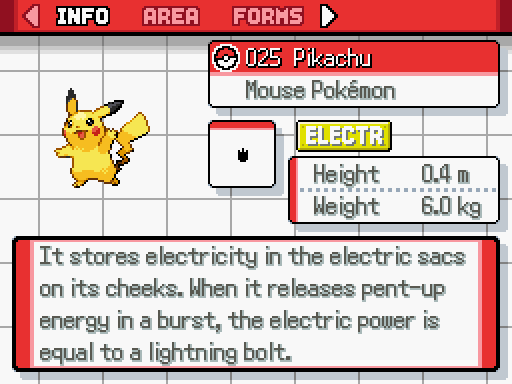 INFO AREA FORMS
025 Pikachu
Mouse Pokémon
ELECTR
Height 0.4 m
Weight 6.0 kg
It stores electricity in the electric sacs
on its cheeks. When it releases pent-up
energy in a burst, the electric power is
equal to a lightning bolt.